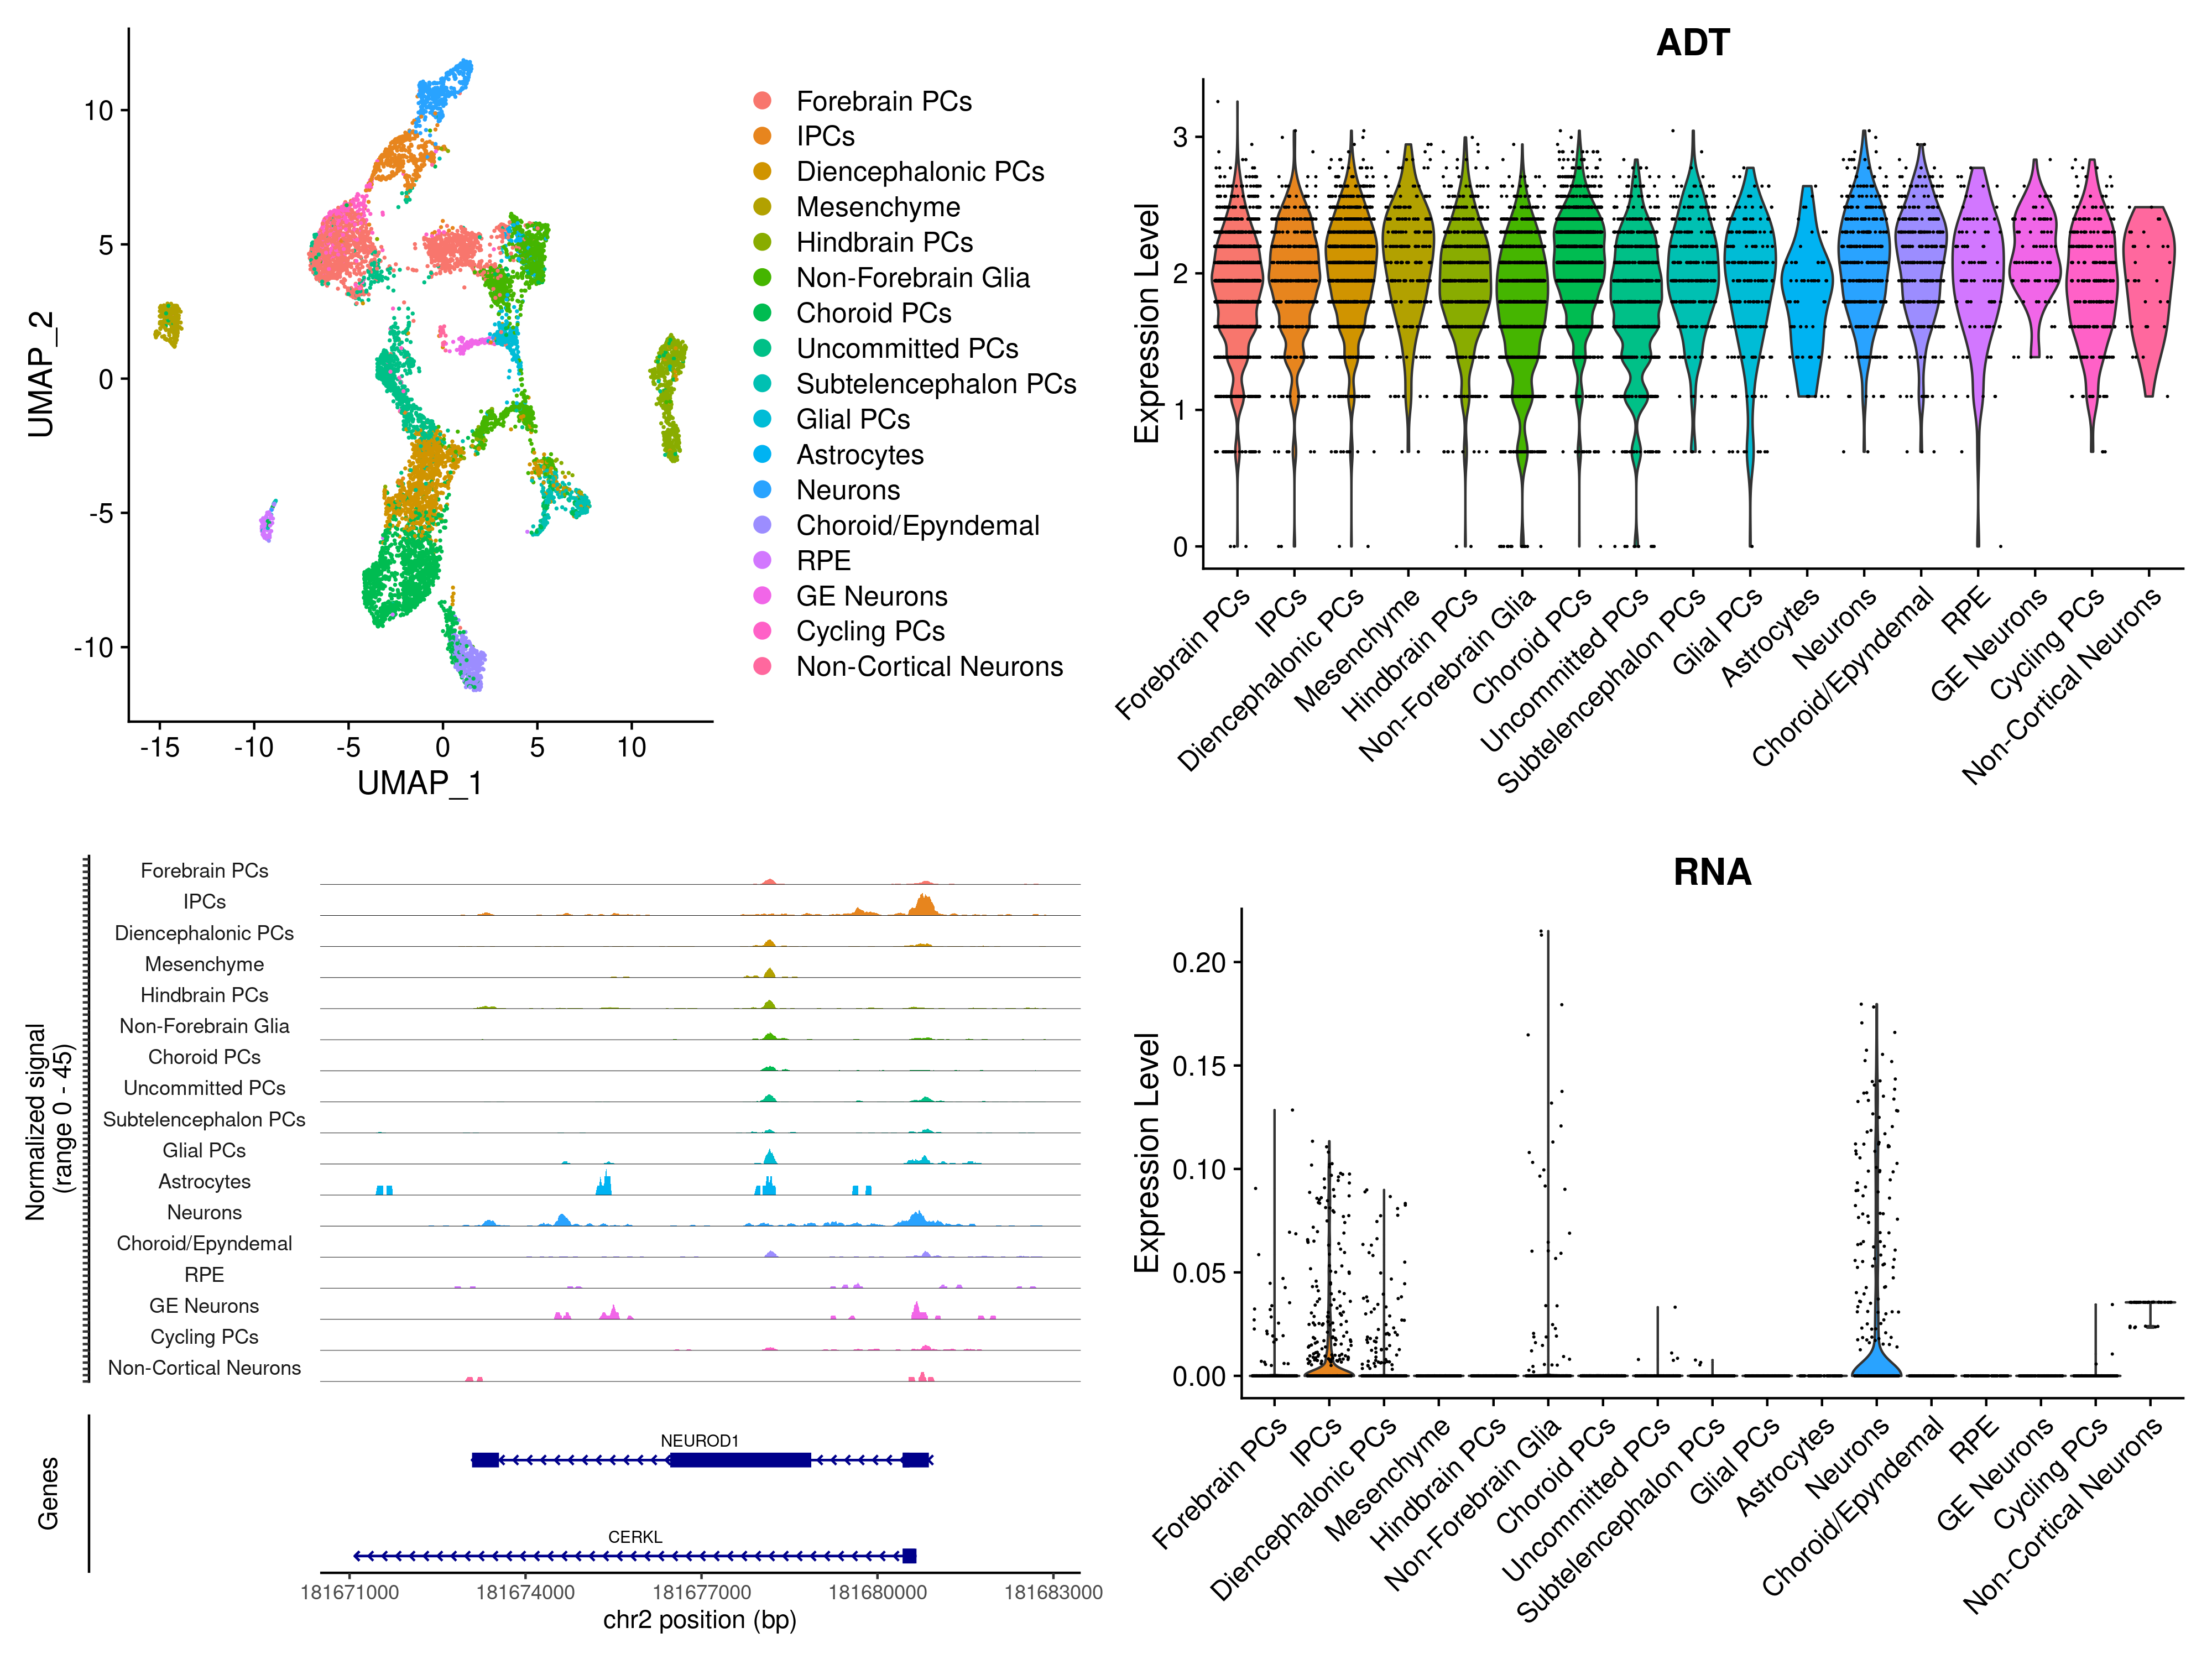 10
5
0
-5
-10
UMAP_2
-15 -10 -5 0 5 10
UMAP_1
Forebrain PCs
IPCs
Diencephalonic PCs
Mesenchyme
Hindbrain PCs
Non-Forebrain Glia
Choroid PCs
Uncommitted PCs
Subtelencephalon PCs
Glial PCs
Astrocytes
Neurons
Choroid/Epyndemal
RPE
GE Neurons
Cycling PCs
Non-Cortical Neurons
ADT
Expression Level
3
2
1
0
Forebrain PCs
IPCs
Diencephalonic PCs
Mesenchyme
Hindbrain PCs
Non-Forebrain Glia
Choroid PCs
Uncommitted PCs
Subtelencephalon PCs
Glial PCs
Astrocytes
Neurons
Choroid/Epyndemal
RPE
GE Neurons
Cycling PCs
Non-Cortical Neurons
Normalized signal
(range 0 - 45)
Forebrain PCs
IPCs
Diencephalonic PCs
Mesenchyme
Hindbrain PCs
Non-Forebrain Glia
Choroid PCs
Uncommitted PCs
Subtelencephalon PCs
Glial PCs
Astrocytes
Neurons
Choroid/Epyndemal
RPE
GE Neurons
Cycling PCs
Non-Cortical Neurons
Genes
NEUROD1
CERKL
181671000 181674000 181677000 181680000 181683000
chr2 position (bp)
RNA
Expression Level
0.20
0.15
0.10
0.05
0.00
Forebrain PCs
IPCs
Diencephalonic PCs
Mesenchyme
Hindbrain PCs
Non-Forebrain Glia
Choroid PCs
Uncommitted PCs
Subtelencephalon PCs
Glial PCs
Astrocytes
Neurons
Choroid/Epyndemal
RPE
GE Neurons
Cycling PCs
Non-Cortical Neurons